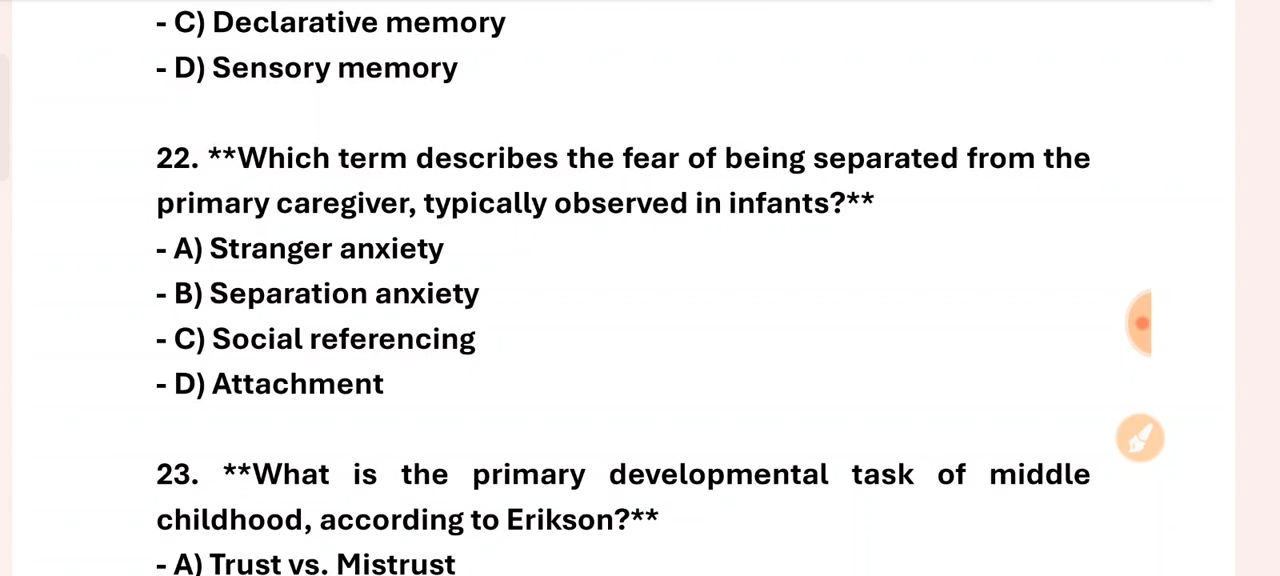 - C) Declarative memory
- D) Sensory memory
22. **Which term describes the fear of being separated from the
primary caregiver, typically observed in infants?**
- A) Stranger anxiety
- B) Separation anxiety
- C) Social referencing
- D) Attachment
23. **What is the primary developmental task of middle
childhood, according to Erikson?**
- A) Trust vs. Mistrust